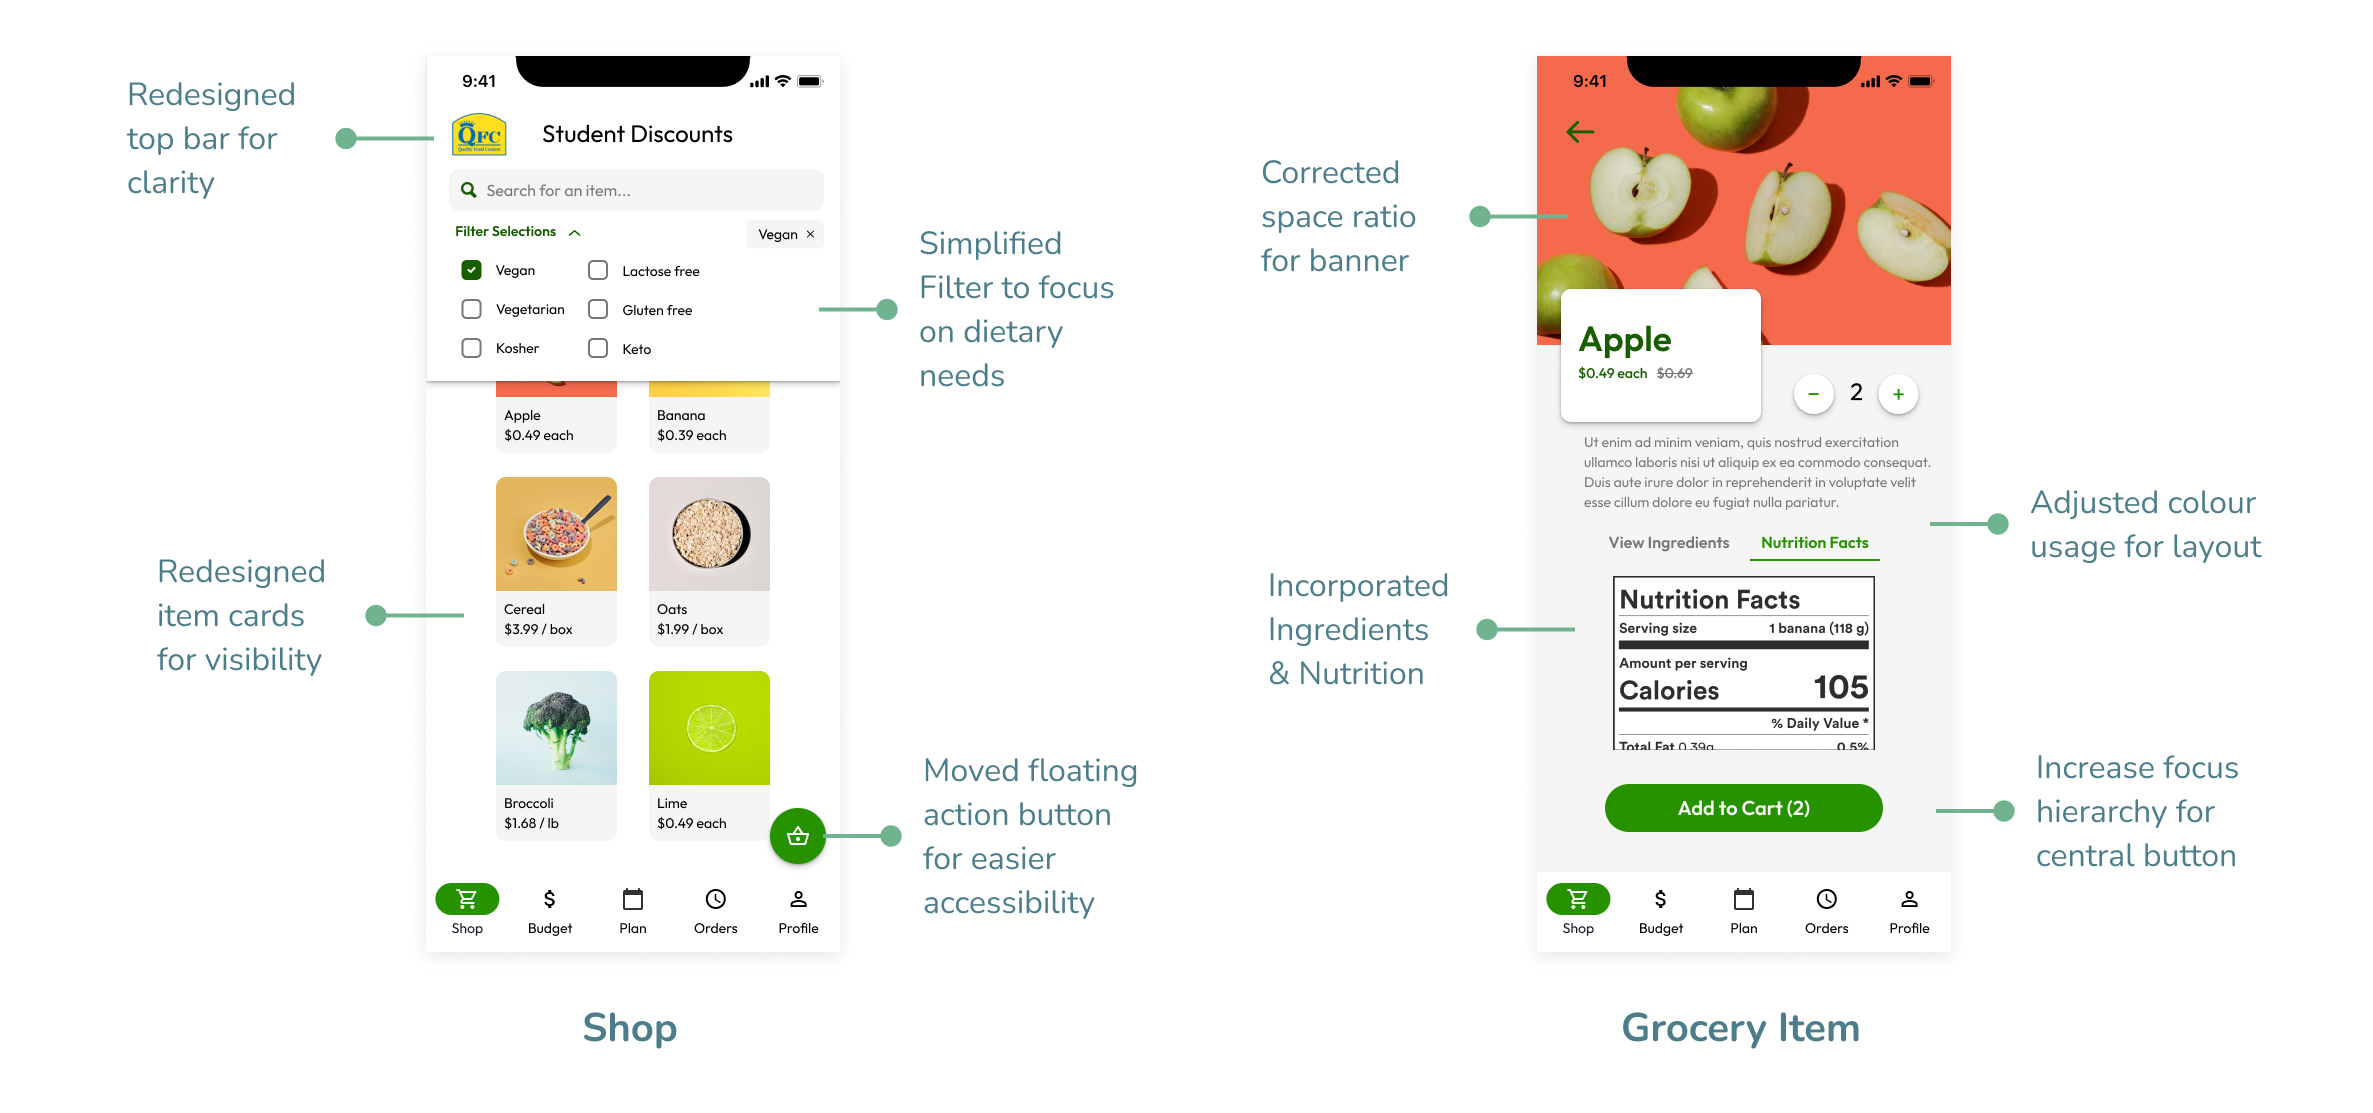 Redesigned
top bar for
clarity
Redesigned
item cards
for visibility
9:41
QFC
Quality Food Centers
Student Discounts
Search for an item...
Filter Selections
Vegan ×
Vegan
Lactose free
Vegetarian
Gluten free
Kosher
Keto
Apple
$0.49 each
Banana
$0.39 each
Cereal
$3.99 / box
Oats
$1.99 / box
Broccoli
$1.68 / lb
Lime
$0.49 each
Shop
Budget
Plan
Orders
Profile
Simplified
Filter to focus
on dietary
needs
Moved floating
action button
for easier
accessibility
Shop
Corrected
space ratio
for banner
Incorporated
Ingredients
& Nutrition
9:41
Apple
$0.49 each $0.69
− 2 +
Ut enim ad minim veniam, quis nostrud exercitation
ullamco laboris nisi ut aliquip ex ea commodo consequat.
Duis aute irure dolor in reprehenderit in voluptate velit
esse cillum dolore eu fugiat nulla pariatur.
View Ingredients Nutrition Facts
Nutrition Facts
Serving size 1 banana (118 g)
Amount per serving
Calories 105
% Daily Value *
Total Fat 0.39g 0.5%
Add to Cart (2)
Shop
Budget
Plan
Orders
Profile
Adjusted colour
usage for layout
Increase focus
hierarchy for
central button
Grocery Item